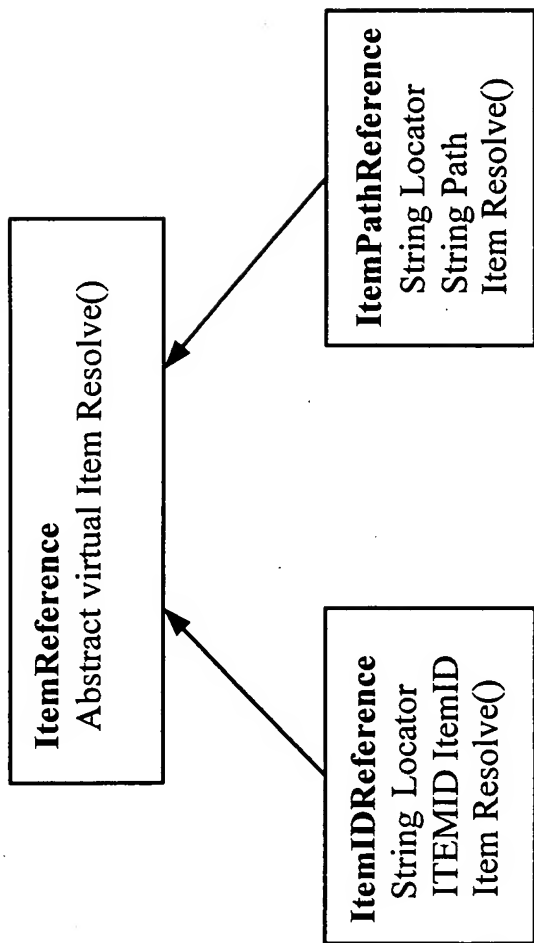 ItemReference
Abstract virtual Item Resolve()
ItemIDReference
String Locator
ITEMID ItemID
Item Resolve()
ItemPathReference
String Locator
String Path
Item Resolve()